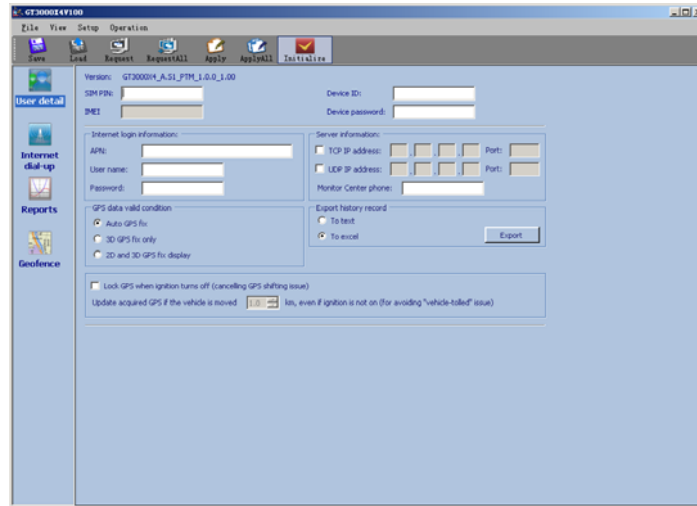 GT3000I4V100
File View Setup Operation
Save Load Request RequestAll Apply ApplyAll Initialize
User detail
Internet dial-up
Reports
Geofence
Version: GT3000I4_A.S1_PTM_1.0.0_1.00
SIM PIN: Device ID:
IMEI Device password:
Internet login information: Server information:
APN: TCP IP address: . . . Port:
User name: UDP IP address: . . . Port:
Password: Monitor Center phone:
GPS data valid condition Export history record
Auto GPS fix To text
3D GPS fix only To excel Export
2D and 3D GPS fix display
Lock GPS when ignition turns off (cancelling GPS shifting issue)
Update acquired GPS if the vehicle is moved 1.0 km, even if ignition is not on (for avoiding "vehicle-tolled" issue)